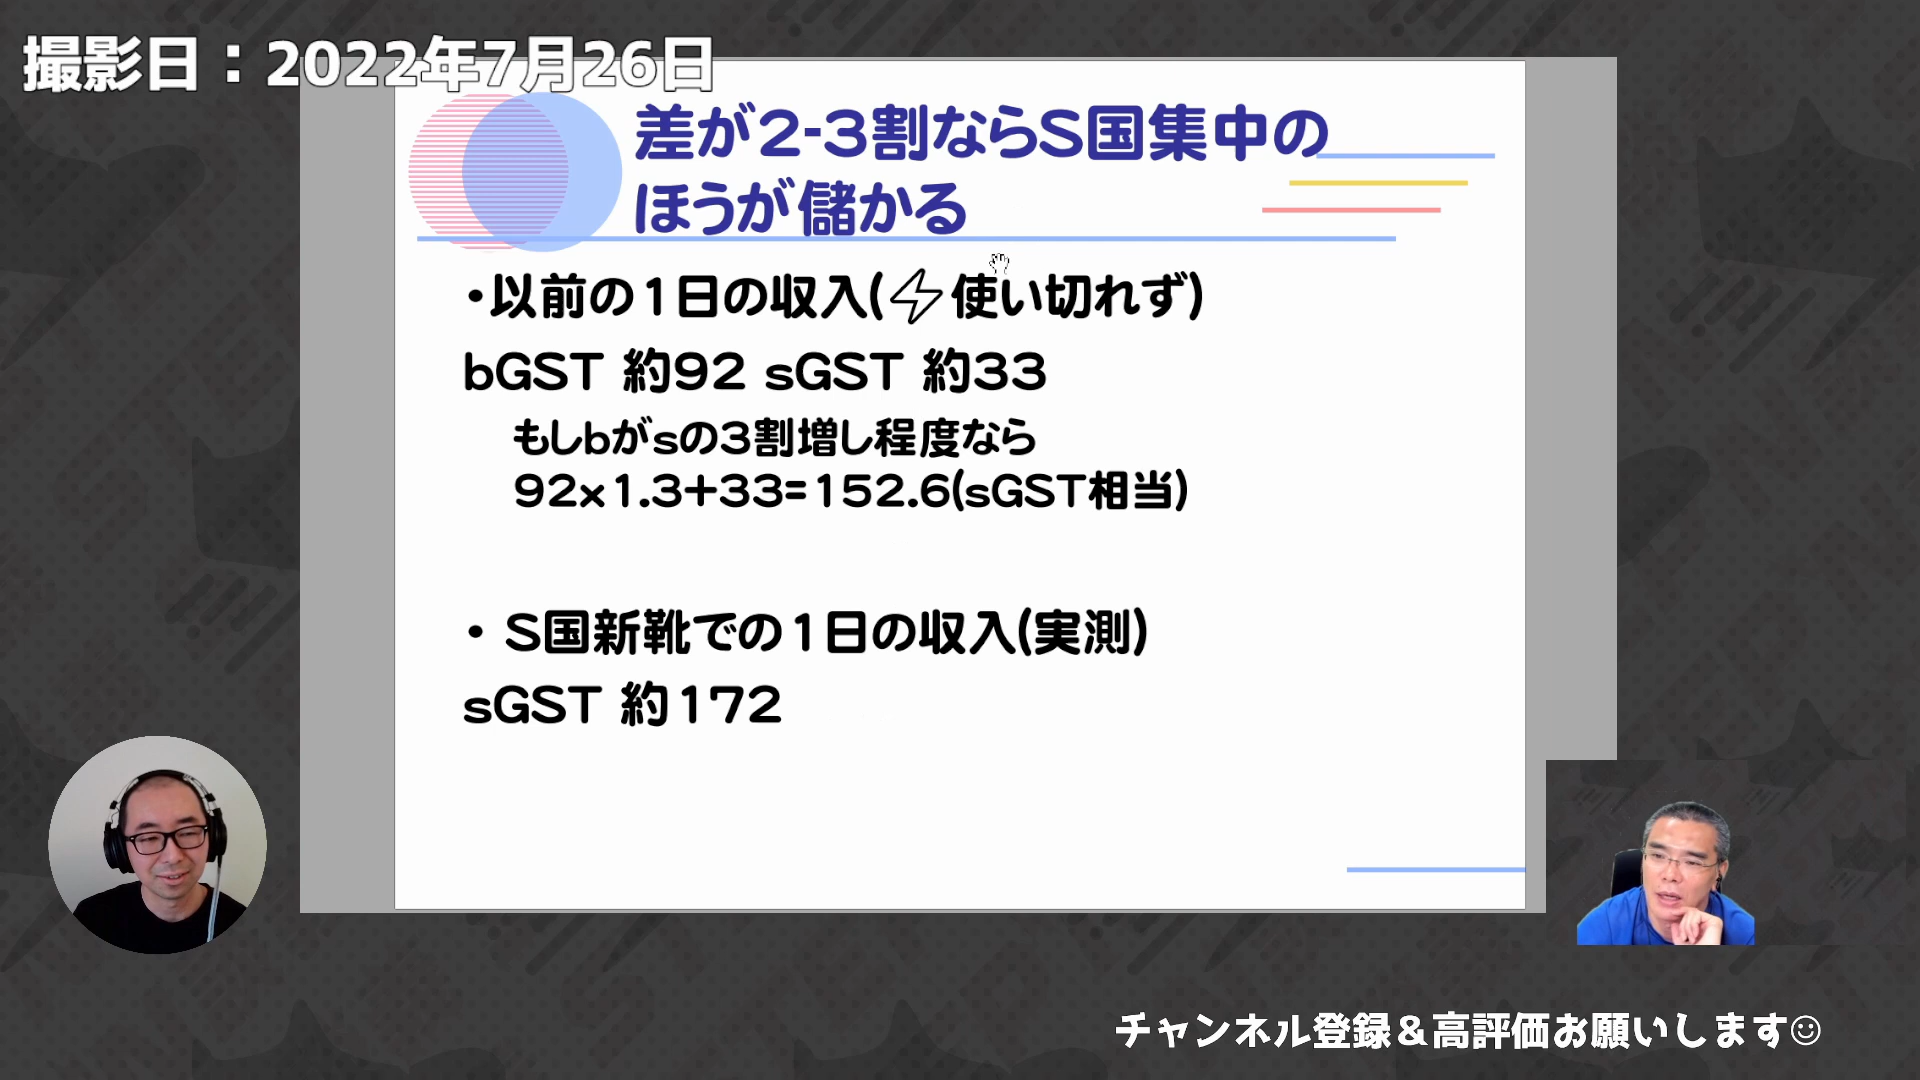 撮影日：2022年7月26日
差が2-3割ならS国集中の
ほうが儲かる
・以前の1日の収入(⚡使い切れず)
bGST 約92 sGST 約33
もしbがsの3割増し程度なら
92x1.3+33=152.6(sGST相当)
・S国新靴での1日の収入(実測)
sGST 約172
チャンネル登録＆高評価お願いします☺